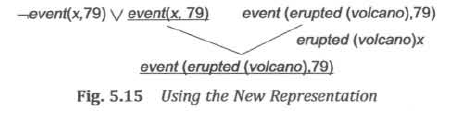 ¬event(x,79) ∨ event(x, 79) event (erupted (volcano),79)
erupted (volcano)x
event (erupted (volcano),79)
Fig. 5.15 Using the New Representation